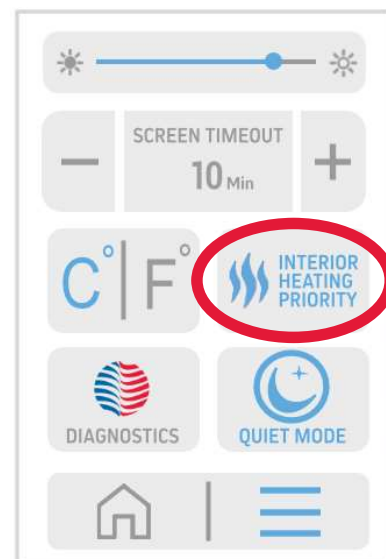 SCREEN TIMEOUT
10 Min
C° | F°
INTERIOR
HEATING
PRIORITY
DIAGNOSTICS
QUIET MODE